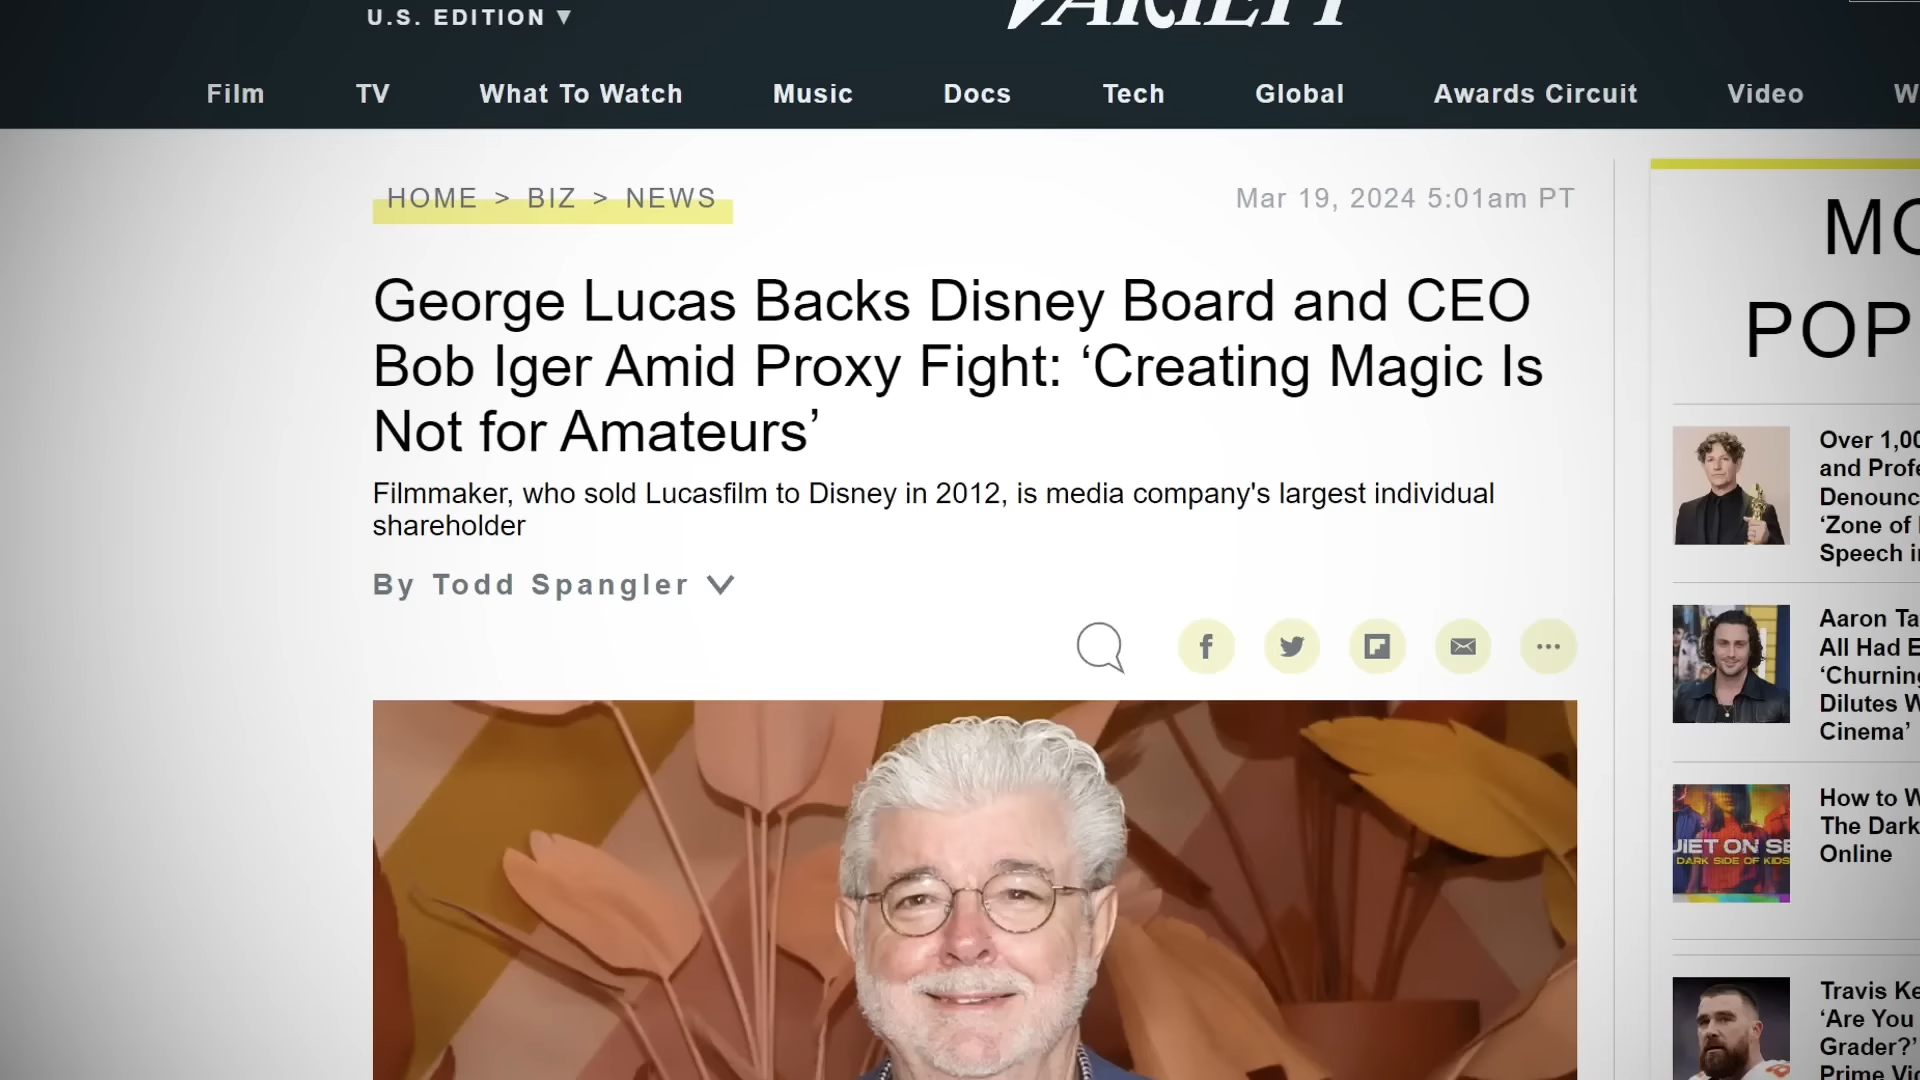 U.S. EDITION ▼
VARIETY
Film TV What To Watch Music Docs Tech Global Awards Circuit Video
HOME > BIZ > NEWS
Mar 19, 2024 5:01am PT
George Lucas Backs Disney Board and CEO
Bob Iger Amid Proxy Fight: ‘Creating Magic Is
Not for Amateurs’
Filmmaker, who sold Lucasfilm to Disney in 2012, is media company's largest individual
shareholder
By Todd Spangler
MO
POP
Over 1,00
and Profe
Denounc
‘Zone of
Speech in
Aaron Ta
All Had E
‘Churning
Dilutes W
Cinema’
UIET ON SE
DARK SIDE OF KIDS
How to W
The Dark
Online
Travis Ke
‘Are You
Grader?’
Prime Vid